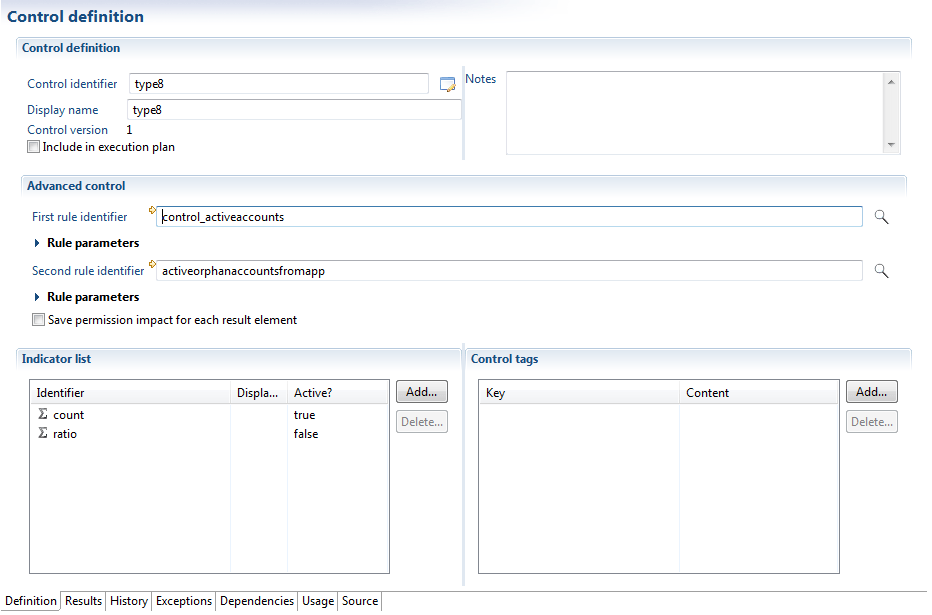 Control definition
Control definition
Control identifier type8
Notes
Display name type8
Control version 1
Include in execution plan
Advanced control
First rule identifier control_activeaccounts
Rule parameters
Second rule identifier activeorphanaccountsfromapp
Rule parameters
Save permission impact for each result element
Indicator list
Identifier Displa... Active?
Σ count true
Σ ratio false
Add...
Delete...
Control tags
Key Content
Add...
Delete...
Definition Results History Exceptions Dependencies Usage Source